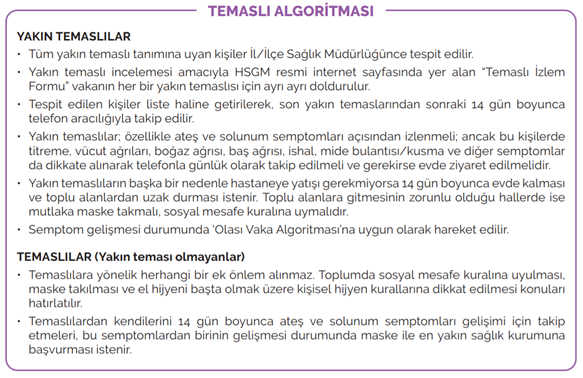 TEMASLI ALGORİTMASI
YAKIN TEMASLILAR
• Tüm yakın temaslı tanımına uyan kişiler İl/İlçe Sağlık Müdürlüğünce tespit edilir.
• Yakın temaslı incelemesi amacıyla HSGM resmi internet sayfasında yer alan “Temaslı İzlem
Formu” vakanın her bir yakın temaslısı için ayrı ayrı doldurulur.
• Tespit edilen kişiler liste haline getirilerek, son yakın temaslarından sonraki 14 gün boyunca
telefon aracılığıyla takip edilir.
• Yakın temaslılar; özellikle ateş ve solunum semptomları açısından izlenmeli; ancak bu kişilerde
titreme, vücut ağrıları, boğaz ağrısı, baş ağrısı, ishal, mide bulantısı/kusma ve diğer semptomlar
da dikkate alınarak telefonla günlük olarak takip edilmeli ve gerekirse evde ziyaret edilmelidir.
• Yakın temaslıların başka bir nedenle hastaneye yatışı gerekmiyorsa 14 gün boyunca evde kalması
ve toplu alanlardan uzak durması istenir. Toplu alanlara gitmesinin zorunlu olduğu hallerde ise
mutlaka maske takmalı, sosyal mesafe kuralına uymalıdır.
• Semptom gelişmesi durumunda ‘Olası Vaka Algoritması’na uygun olarak hareket edilir.
TEMASLILAR (Yakın teması olmayanlar)
• Temaslılara yönelik herhangi bir ek önlem alınmaz. Toplumda sosyal mesafe kuralına uyulması,
maske takılması ve el hijyeni başta olmak üzere kişisel hijyen kurallarına dikkat edilmesi konuları
hatırlatılır.
• Temaslılardan kendilerini 14 gün boyunca ateş ve solunum semptomları gelişimi için takip
etmeleri, bu semptomlardan birinin gelişmesi durumunda maske ile en yakın sağlık kurumuna
başvurması istenir.